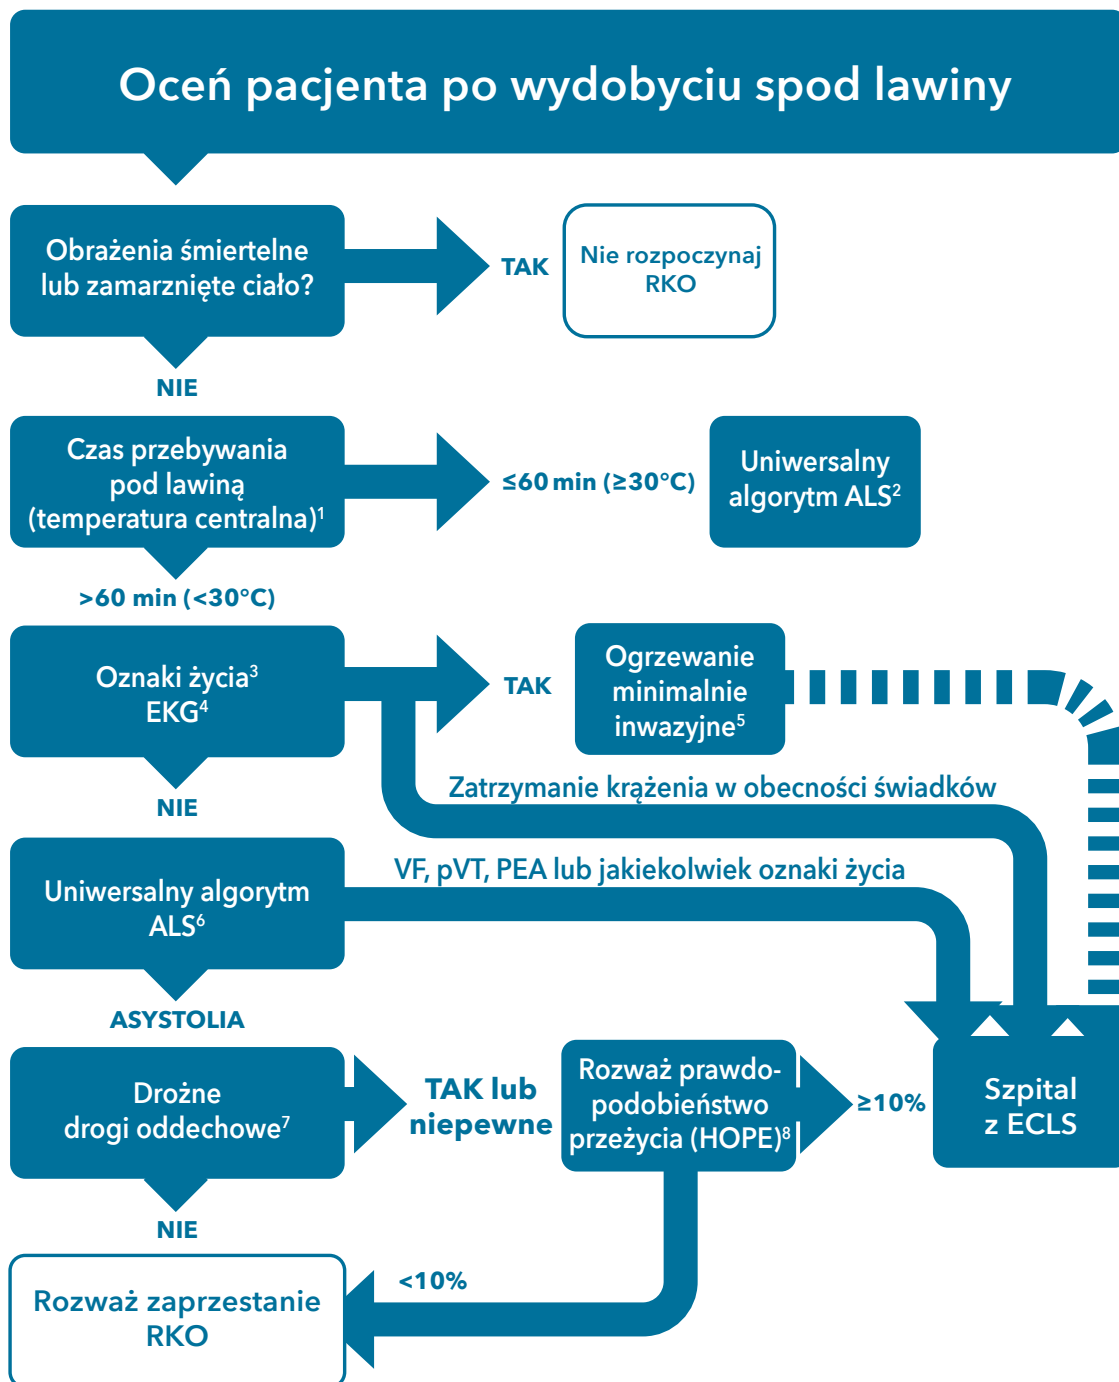 Oceń pacjenta po wydobyciu spod lawiny
Obrażenia śmiertelne
lub zamarznięte ciało?
TAK
Nie rozpoczynaj
RKO
NIE
Czas przebywania
pod lawiną
(temperatura centralna)¹
≤60 min (≥30°C)
Uniwersalny
algorytm ALS²
>60 min (<30°C)
Oznaki życia³
EKG⁴
TAK
Ogrzewanie
minimalnie
inwazyjne⁵
Zatrzymanie krążenia w obecności świadków
NIE
Uniwersalny algorytm
ALS⁶
VF, pVT, PEA lub jakiekolwiek oznaki życia
ASYSTOLIA
Drożne
drogi oddechowe⁷
TAK lub
niepewne
Rozważ prawdo-
podobieństwo
przeżycia (HOPE)⁸
≥10%
Szpital
z ECLS
NIE
<10%
Rozważ zaprzestanie
RKO